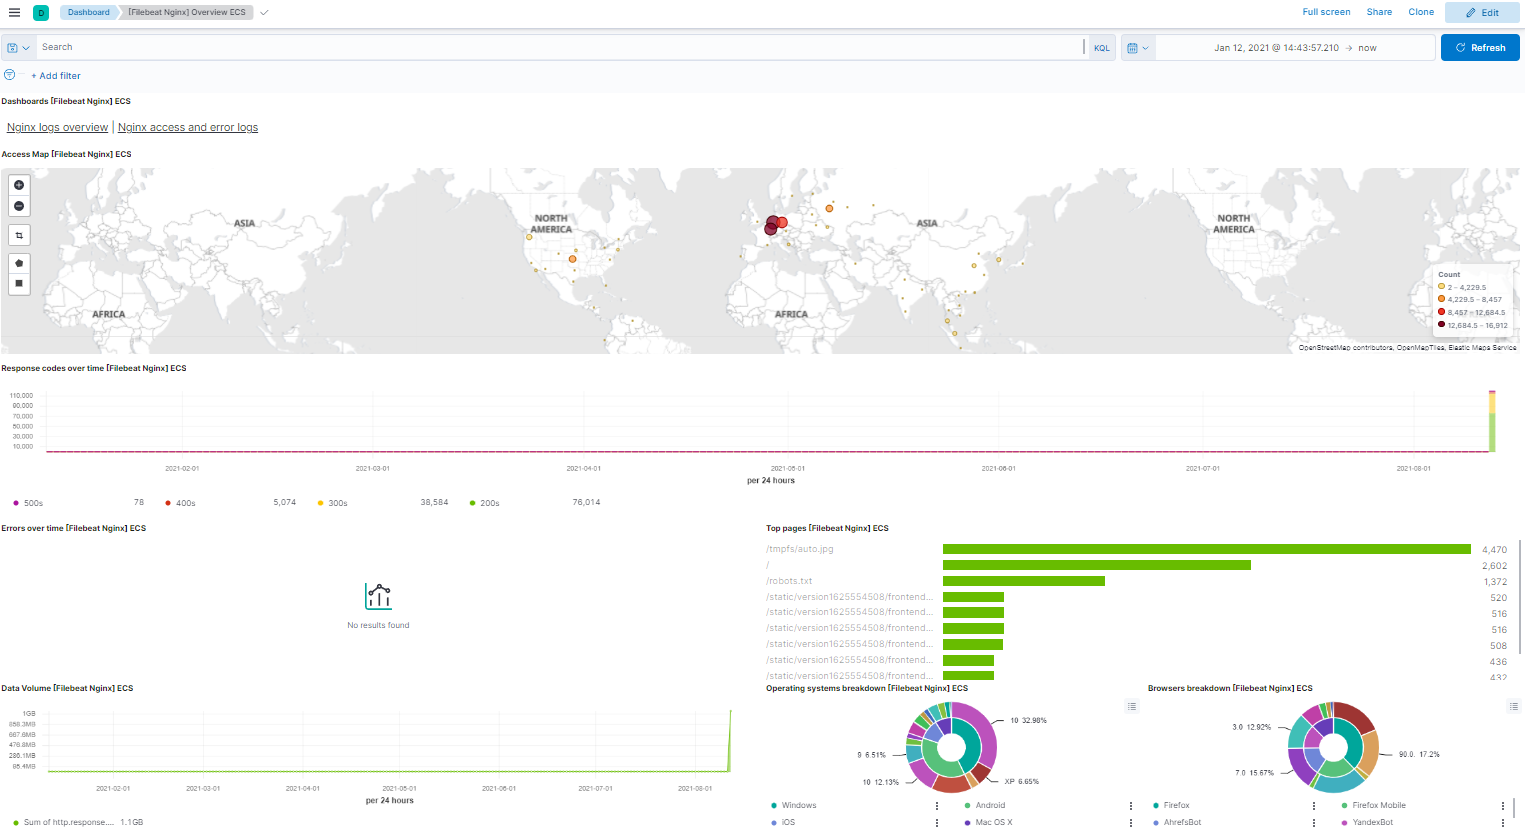 D Dashboard [Filebeat Nginx] Overview ECS Full screen Share Clone Edit
Search KQL Jan 12, 2021 @ 14:43:57.210 → now Refresh
+ Add filter
Dashboards [Filebeat Nginx] ECS
Nginx logs overview | Nginx access and error logs
Access Map [Filebeat Nginx] ECS
ASIA NORTH AMERICA ASIA NORTH AMERICA
AFRICA AFRICA
Count
2 – 4,229.5
4,229.5 – 8,457
8,457 – 12,684.5
12,684.5 – 16,912
OpenStreetMap contributors, OpenMapTiles, Elastic Maps Service
Response codes over time [Filebeat Nginx] ECS
110,000
90,000
70,000
50,000
30,000
10,000
2021-02-01 2021-03-01 2021-04-01 2021-05-01 2021-06-01 2021-07-01 2021-08-01
per 24 hours
500s 78 400s 5,074 300s 38,584 200s 76,014
Errors over time [Filebeat Nginx] ECS
No results found
Top pages [Filebeat Nginx] ECS
/tmpfs/auto.jpg 4,470
/ 2,602
/robots.txt 1,372
/static/version1625554508/frontend... 520
/static/version1625554508/frontend... 516
/static/version1625554508/frontend... 516
/static/version1625554508/frontend... 508
/static/version1625554508/frontend... 436
/static/version1625554508/frontend... 432
Data Volume [Filebeat Nginx] ECS
1GB
858.3MB
667.6MB
476.8MB
286.1MB
95.4MB
2021-02-01 2021-03-01 2021-04-01 2021-05-01 2021-06-01 2021-07-01 2021-08-01
per 24 hours
Sum of http.response.... 1.1GB
Operating systems breakdown [Filebeat Nginx] ECS
10 32.98%
9 6.51%
10 12.13%
XP 6.65%
Windows Android
iOS Mac OS X
Browsers breakdown [Filebeat Nginx] ECS
3.0 12.92%
90.0. 17.2%
7.0 15.67%
Firefox Firefox Mobile
AhrefsBot YandexBot